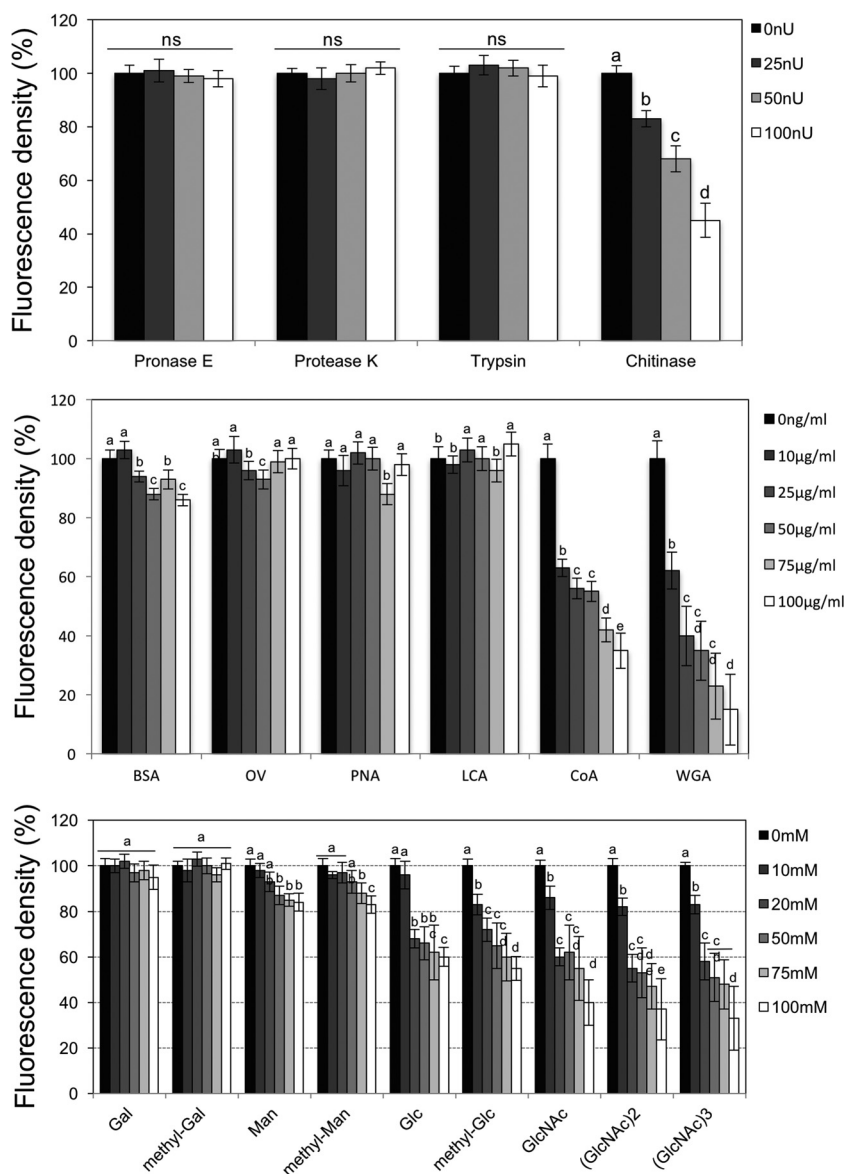 Fluorescence density (%)
120
100
80
60
40
20
0
ns
ns
ns
a
b
c
d
Pronase E
Protease K
Trypsin
Chitinase
0nU
25nU
50nU
100nU
Fluorescence density (%)
120
100
80
60
40
20
0
a a b c b c
a b a b c a a
a a a a b a
a a a a a a
a b c c d e
a b c d c d c d d
BSA
OV
PNA
LCA
CoA
WGA
0ng/ml
10µg/ml
25µg/ml
50µg/ml
75µg/ml
100µg/ml
Fluorescence density (%)
120
100
80
60
40
20
0
a
a
a a a b b b
a a b b c
a a b b b c c
a b c c d c d d
a b c c d c d d
a b c c d c d e e
a b c c d
Gal
methyl-Gal
Man
methyl-Man
Glc
methyl-Glc
GlcNAc
(GlcNAc)2
(GlcNAc)3
0mM
10mM
20mM
50mM
75mM
100mM